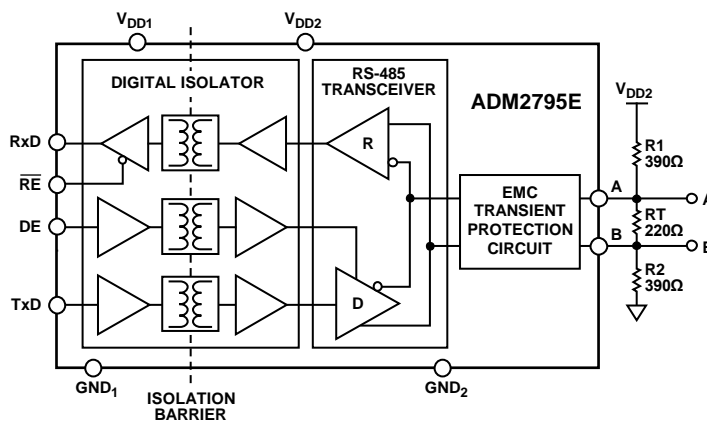 VDD1
VDD2
DIGITAL ISOLATOR
RS-485
TRANSCEIVER
ADM2795E
VDD2
RxD
R
R1
390Ω
RE
EMC
TRANSIENT
PROTECTION
CIRCUIT
A
A
DE
RT
220Ω
B
R2
390Ω
TxD
D
GND1
GND2
ISOLATION
BARRIER